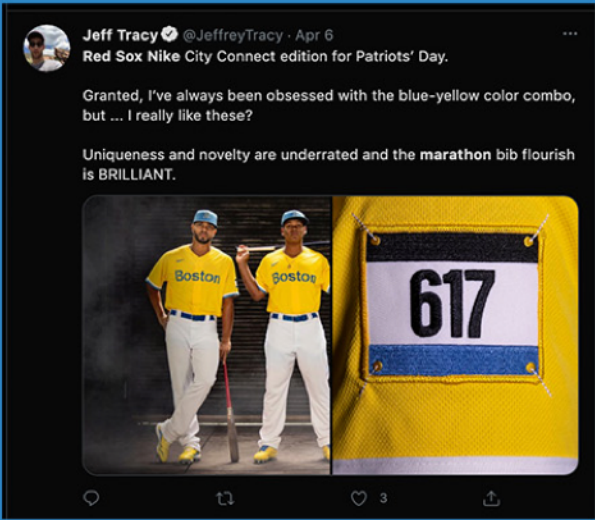 Jeff Tracy @JeffreyTracy · Apr 6
Red Sox Nike City Connect edition for Patriots' Day.
Granted, I've always been obsessed with the blue-yellow color combo,
but ... I really like these?
Uniqueness and novelty are underrated and the marathon bib flourish
is BRILLIANT.
Boston
Boston
617
3